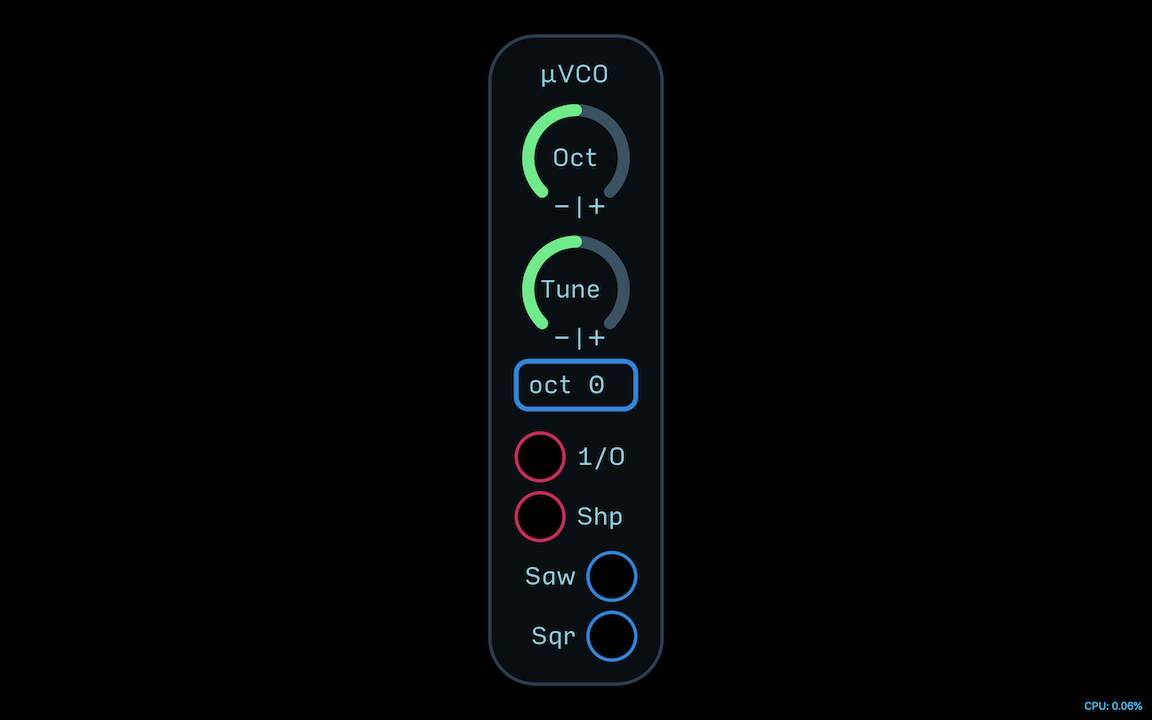 µVCO
Oct
−|+
Tune
−|+
oct 0
1/O
Shp
Saw
Sqr
CPU: 0.06%